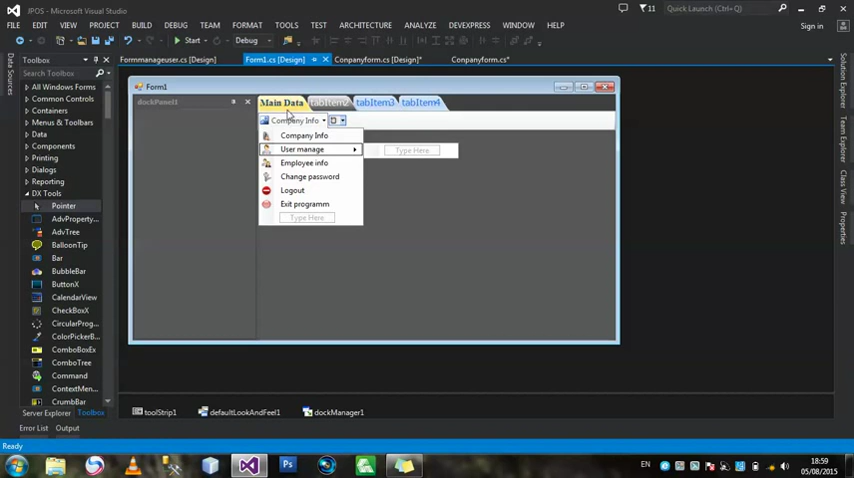 JPOS - Microsoft Visual Studio
11
Quick Launch (Ctrl+Q)
FILE EDIT VIEW PROJECT BUILD DEBUG TEAM FORMAT TOOLS TEST ARCHITECTURE ANALYZE DEVEXPRESS WINDOW HELP
Sign in
Start Debug
Toolbox
Formmanageuser.cs [Design] Form1.cs [Design] Conpanyform.cs [Design]* Conpanyform.cs*
Search Toolbox
All Windows Forms
Common Controls
Containers
Menus & Toolbars
Data
Components
Printing
Dialogs
Reporting
DX Tools
Pointer
AdvProperty...
AdvTree
BalloonTip
Bar
BubbleBar
ButtonX
CalendarView
CheckBoxX
CircularProg...
ColorPickerB...
ComboBoxEx
ComboTree
Command
ContextMen...
CrumbBar
Data Sources
Form1
dockPanel1
Main Data tabItem2 tabItem3 tabItem4
Company Info
Company Info
User manage
Type Here
Employee info
Change password
Logout
Exit programm
Type Here
Solution Explorer
Team Explorer
Class View
Properties
toolStrip1 defaultLookAndFeel1 dockManager1
Server Explorer Toolbox
Error List Output
Ready
EN
18:59
05/08/2015